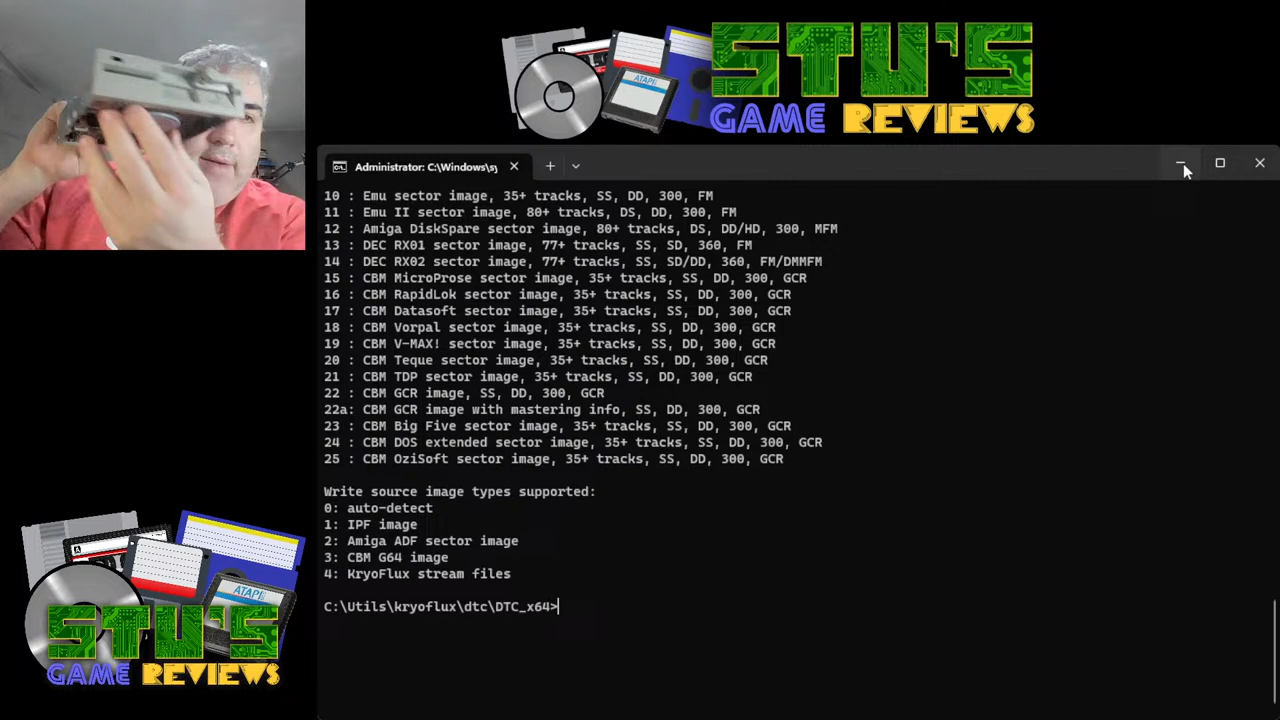 STU'S
GAME REVIEWS
ATAPI
Administrator: C:\Windows\sy
10 : Emu sector image, 35+ tracks, SS, DD, 300, FM
11 : Emu II sector image, 80+ tracks, DS, DD, 300, FM
12 : Amiga DiskSpare sector image, 80+ tracks, DS, DD/HD, 300, MFM
13 : DEC RX01 sector image, 77+ tracks, SS, SD, 360, FM
14 : DEC RX02 sector image, 77+ tracks, SS, SD/DD, 360, FM/DMMFM
15 : CBM MicroProse sector image, 35+ tracks, SS, DD, 300, GCR
16 : CBM RapidLok sector image, 35+ tracks, SS, DD, 300, GCR
17 : CBM Datasoft sector image, 35+ tracks, SS, DD, 300, GCR
18 : CBM Vorpal sector image, 35+ tracks, SS, DD, 300, GCR
19 : CBM V-MAX! sector image, 35+ tracks, SS, DD, 300, GCR
20 : CBM Teque sector image, 35+ tracks, SS, DD, 300, GCR
21 : CBM TDP sector image, 35+ tracks, SS, DD, 300, GCR
22 : CBM GCR image, SS, DD, 300, GCR
22a: CBM GCR image with mastering info, SS, DD, 300, GCR
23 : CBM Big Five sector image, 35+ tracks, SS, DD, 300, GCR
24 : CBM DOS extended sector image, 35+ tracks, SS, DD, 300, GCR
25 : CBM OziSoft sector image, 35+ tracks, SS, DD, 300, GCR
Write source image types supported:
0: auto-detect
1: IPF image
2: Amiga ADF sector image
3: CBM G64 image
4: KryoFlux stream files
C:\Utils\kryoflux\dtc\DTC_x64>
A
ATAPI
STU'S
GAME REVIEWS